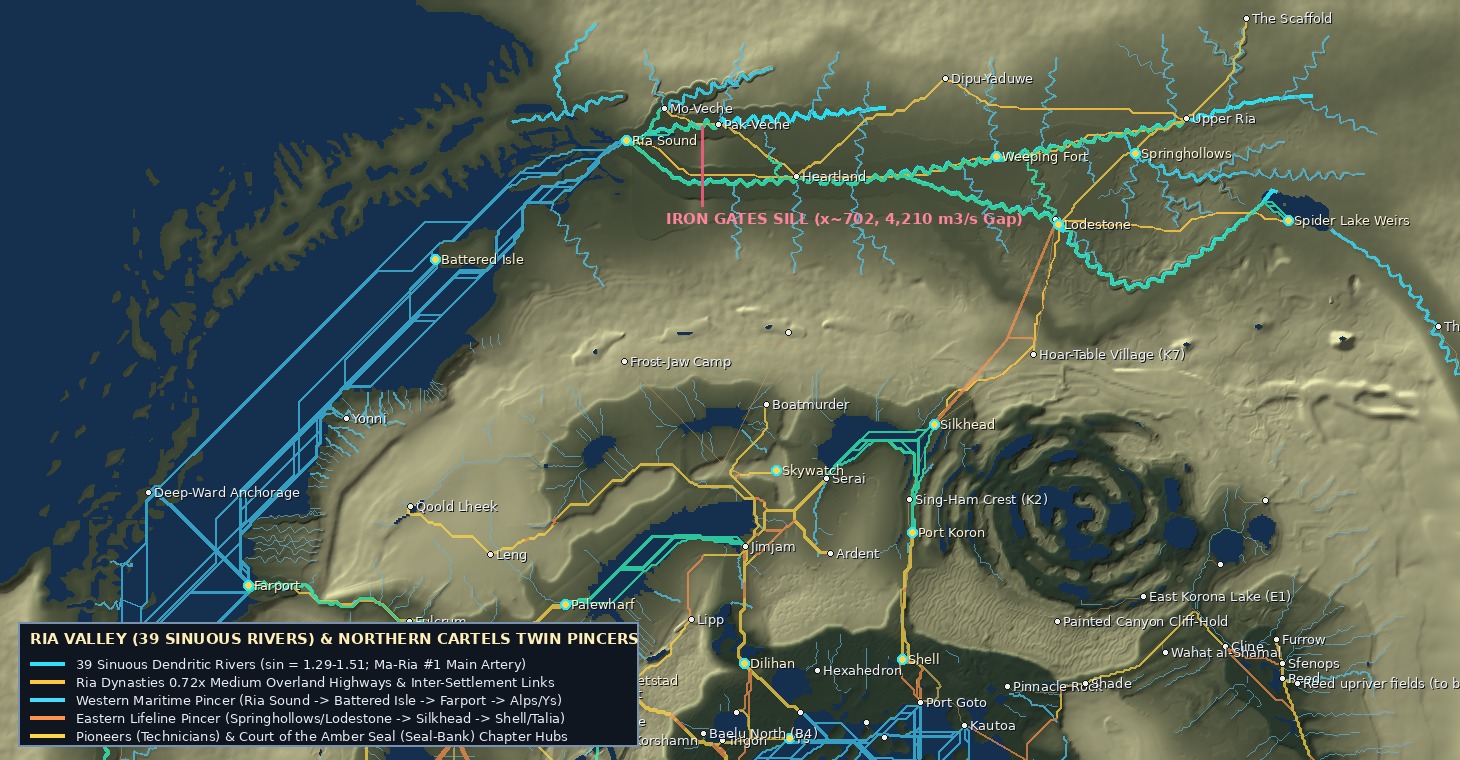 The Scaffold
Dipu-Yaduwe
Mo-Veche
Pak-Veche
Upper Ria
Ria Sound
Weeping Fort
Springhollows
Heartland
IRON GATES SILL (x~702, 4,210 m3/s Gap)
Lodestone
Spider Lake Weirs
Battered Isle
Th
Hoar-Table Village (K7)
Frost-Jaw Camp
Boatmurder
Yonni
Silkhead
Skywatch
Serai
Deep-Ward Anchorage
Sing-Ham Crest (K2)
Qoold Lheek
Port Koron
Jimjam
Ardent
Leng
Farport
East Korona Lake (E1)
Palewharf
Lipp
Fulcrum
Painted Canyon Cliff-Hold
RIA VALLEY (39 SINUOUS RIVERS) & NORTHERN CARTELS TWIN PINCERS
39 Sinuous Dendritic Rivers (sin = 1.29-1.51; Ma-Ria #1 Main Artery)
Ria Dynasties 0.72x Medium Overland Highways & Inter-Settlement Links
Western Maritime Pincer (Ria Sound -> Battered Isle -> Farport -> Alps/Ys)
Eastern Lifeline Pincer (Springhollows/Lodestone -> Silkhead -> Shell/Talia)
Pioneers (Technicians) & Court of the Amber Seal (Seal-Bank) Chapter Hubs
Furrow
Cline
Wahat al-Shamal
Dilihan
Shell
Hexahedron
Sfenops
Reed
Reed upriver fields (to b
etstad
Pinnacle Rock
Shade
Port Goto
Kautoa
Baelu North (B4)
orshamn
Irigori